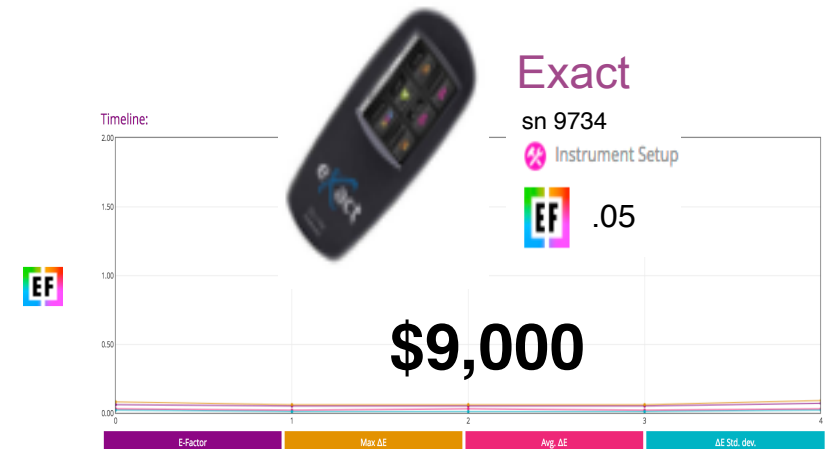 Exact
sn 9734
Timeline:
Instrument Setup
2.00
EF .05
1.50
EF
1.00
$9,000
0.50
0.00
0 1 2 3 4
E-Factor Max ΔE Avg. ΔE ΔE Std. dev.
eXact